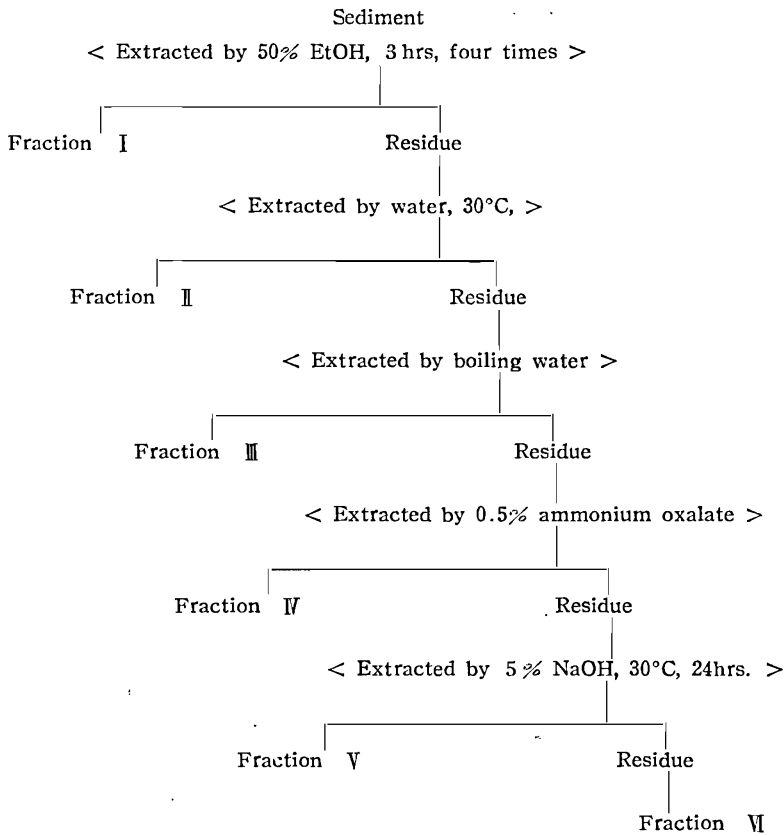 Sediment
< Extracted by 50% EtOH, 3 hrs, four times >
Fraction Ⅰ Residue
< Extracted by water, 30°C, >
Fraction Ⅱ Residue
< Extracted by boiling water >
Fraction Ⅲ Residue
< Extracted by 0.5% ammonium oxalate >
Fraction Ⅳ Residue
< Extracted by 5% NaOH, 30°C, 24hrs. >
Fraction Ⅴ Residue
Fraction Ⅵ